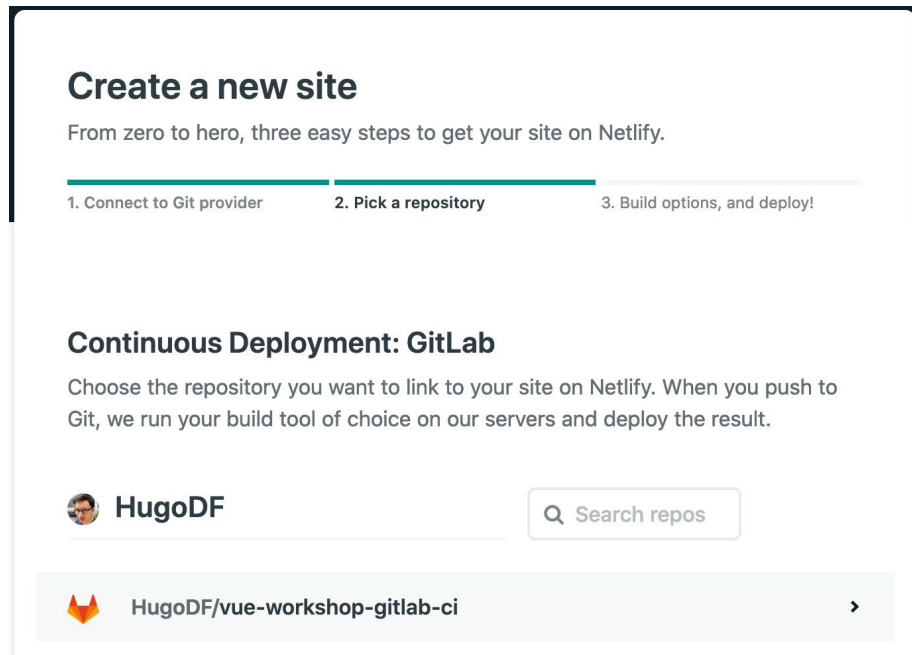 Create a new site
From zero to hero, three easy steps to get your site on Netlify.
1. Connect to Git provider
2. Pick a repository
3. Build options, and deploy!
Continuous Deployment: GitLab
Choose the repository you want to link to your site on Netlify. When you push to
Git, we run your build tool of choice on our servers and deploy the result.
HugoDF
Search repos
HugoDF/vue-workshop-gitlab-ci